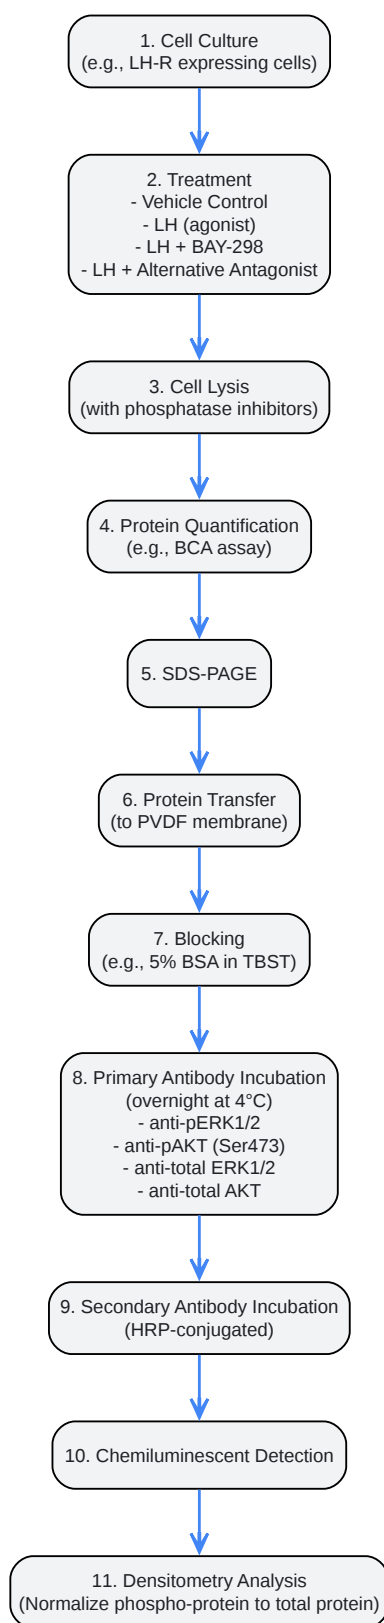 1. Cell Culture
(e.g., LH-R expressing cells)
2. Treatment
- Vehicle Control
- LH (agonist)
- LH + BAY-298
- LH + Alternative Antagonist
3. Cell Lysis
(with phosphatase inhibitors)
4. Protein Quantification
(e.g., BCA assay)
5. SDS-PAGE
6. Protein Transfer
(to PVDF membrane)
7. Blocking
(e.g., 5% BSA in TBST)
8. Primary Antibody Incubation
(overnight at 4°C)
- anti-pERK1/2
- anti-pAKT (Ser473)
- anti-total ERK1/2
- anti-total AKT
9. Secondary Antibody Incubation
(HRP-conjugated)
10. Chemiluminescent Detection
11. Densitometry Analysis
(Normalize phospho-protein to total protein)